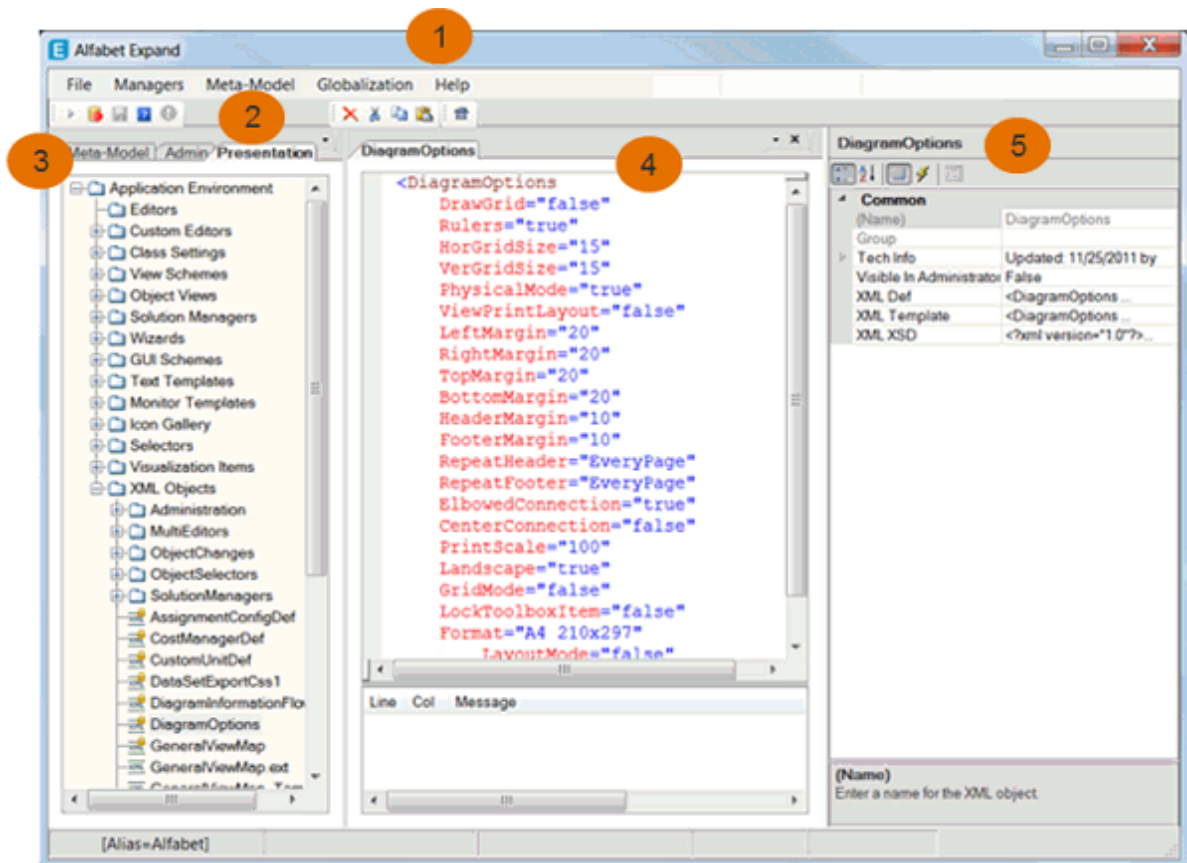 1
E Alfabet Expand
File Managers Meta-Model Globalization Help
2
3
Meta-Model Admin Presentation
Application Environment
Editors
Custom Editors
Class Settings
View Schemes
Object Views
Solution Managers
Wizards
GUI Schemes
Text Templates
Monitor Templates
Icon Gallery
Selectors
Visualization Items
XML Objects
Administration
MultiEditors
ObjectChanges
ObjectSelectors
SolutionManagers
AssignmentConfigDef
CostManagerDef
CustomUnitDef
DataSetExportCss1
DiagramInformationFlo
DiagramOptions
GeneralViewMap
GeneralViewMap.ext
DiagramOptions
4
<DiagramOptions
DrawGrid="false"
Rulers="true"
HorGridSize="15"
VerGridSize="15"
PhysicalMode="true"
ViewPrintLayout="false"
LeftMargin="20"
RightMargin="20"
TopMargin="20"
BottomMargin="20"
HeaderMargin="10"
FooterMargin="10"
RepeatHeader="EveryPage"
RepeatFooter="EveryPage"
ElbowedConnection="true"
CenterConnection="false"
PrintScale="100"
Landscape="true"
GridMode="false"
LockToolboxItem="false"
Format="A4 210x297"
LayoutMode="false"
Line Col Message
DiagramOptions
5
Common
(Name) DiagramOptions
Group
Tech Info Updated: 11/25/2011 by
Visible In Administrator False
XML Def <DiagramOptions ...
XML Template <DiagramOptions ...
XML XSD <?xml version="1.0"?>...
(Name)
Enter a name for the XML object.
[Alias=Alfabet]